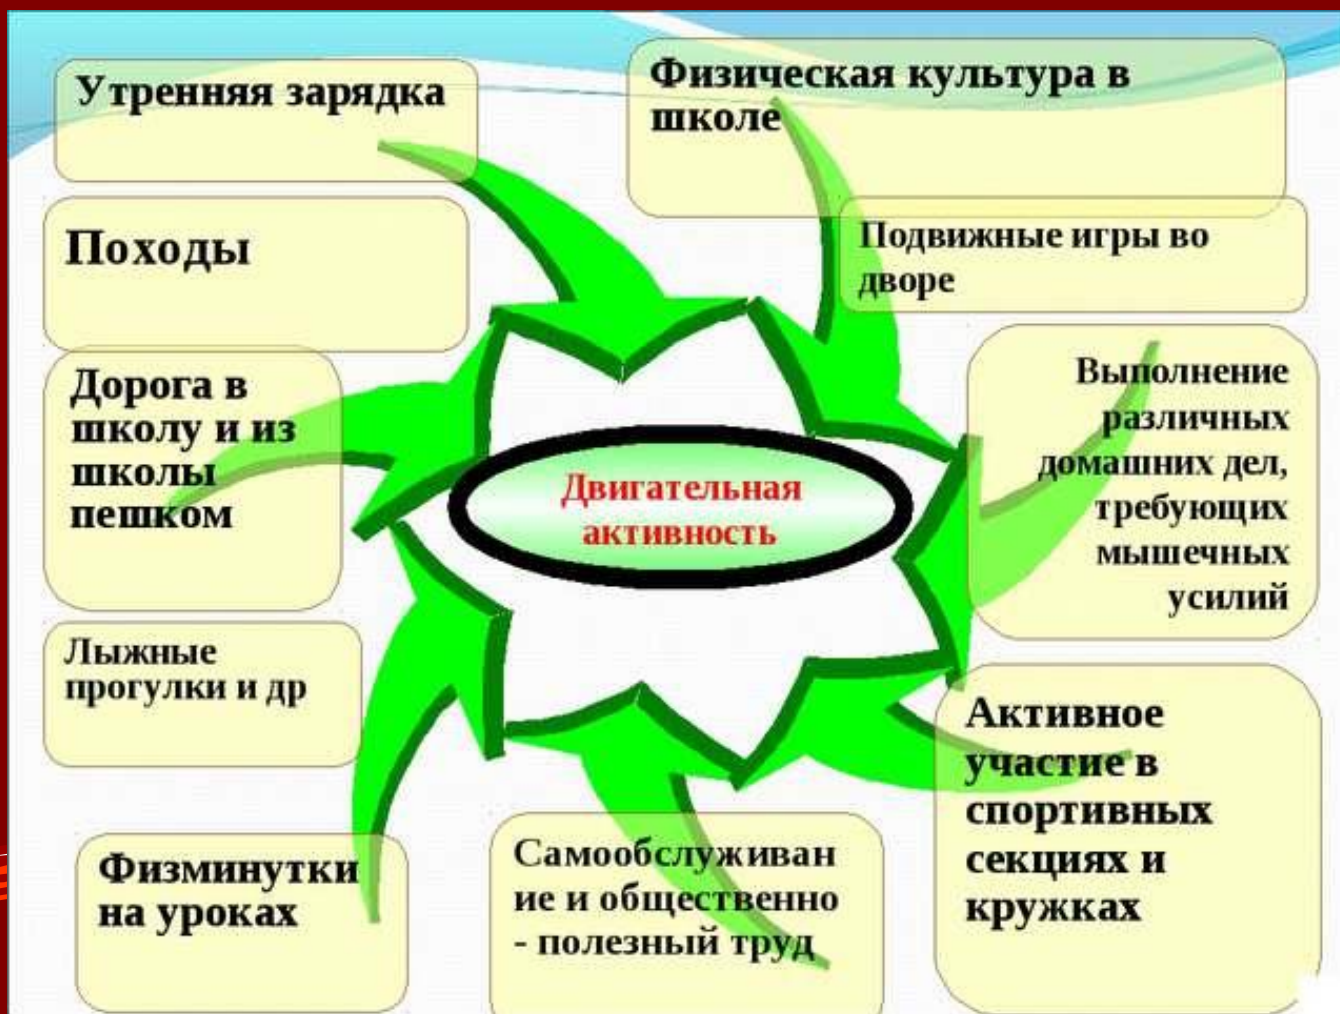 Утренняя зарядка
Физическая культура в
школе
Походы
Подвижные игры во
дворе
Дорога в
школу и из
школы
пешком
Выполнение
различных
домашних дел,
требующих
мышечных
усилий
Двигательная
активность
Лыжные
прогулки и др
Активное
участие в
спортивных
секциях и
кружках
Физминутки
на уроках
Самообслуживан
ие и общественно
- полезный труд